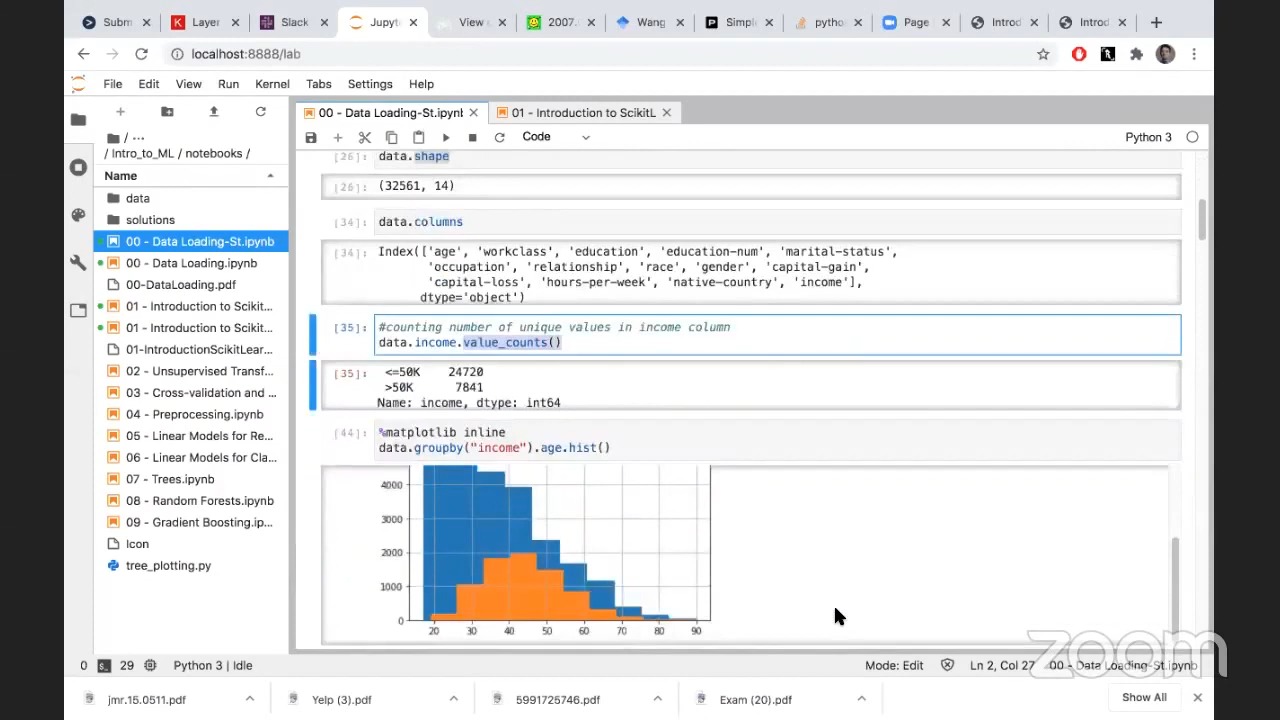 Subm
Layer
Slack
Jupyt
View
2007.
Wang
Simple
python
Page
Introd
Introd
localhost:8888/lab
File Edit View Run Kernel Tabs Settings Help
00 - Data Loading-St.ipynb
01 - Introduction to ScikitL
Code
Python 3
/ ···
/ Intro_to_ML / notebooks /
Name
data
solutions
00 - Data Loading-St.ipynb
00 - Data Loading.ipynb
00-DataLoading.pdf
01 - Introduction to Scikit...
01 - Introduction to Scikit...
01-IntroductionScikitLear...
02 - Unsupervised Transf...
03 - Cross-validation and ...
04 - Preprocessing.ipynb
05 - Linear Models for Re...
06 - Linear Models for Cla...
07 - Trees.ipynb
08 - Random Forests.ipynb
09 - Gradient Boosting.ip...
Icon
tree_plotting.py
[26]: data.shape
[26]: (32561, 14)
[34]: data.columns
[34]: Index(['age', 'workclass', 'education', 'education-num', 'marital-status',
'occupation', 'relationship', 'race', 'gender', 'capital-gain',
'capital-loss', 'hours-per-week', 'native-country', 'income'],
dtype='object')
[35]: #counting number of unique values in income column
data.income.value_counts()
[35]: <=50K 24720
>50K 7841
Name: income, dtype: int64
[44]: %matplotlib inline
data.groupby("income").age.hist()
4000
3000
2000
1000
0
20 30 40 50 60 70 80 90
0 29 Python 3 | Idle
Mode: Edit Ln 2, Col 27 00 - Data Loading-St.ipynb
zoom
jmr.15.0511.pdf
Yelp (3).pdf
5991725746.pdf
Exam (20).pdf
Show All